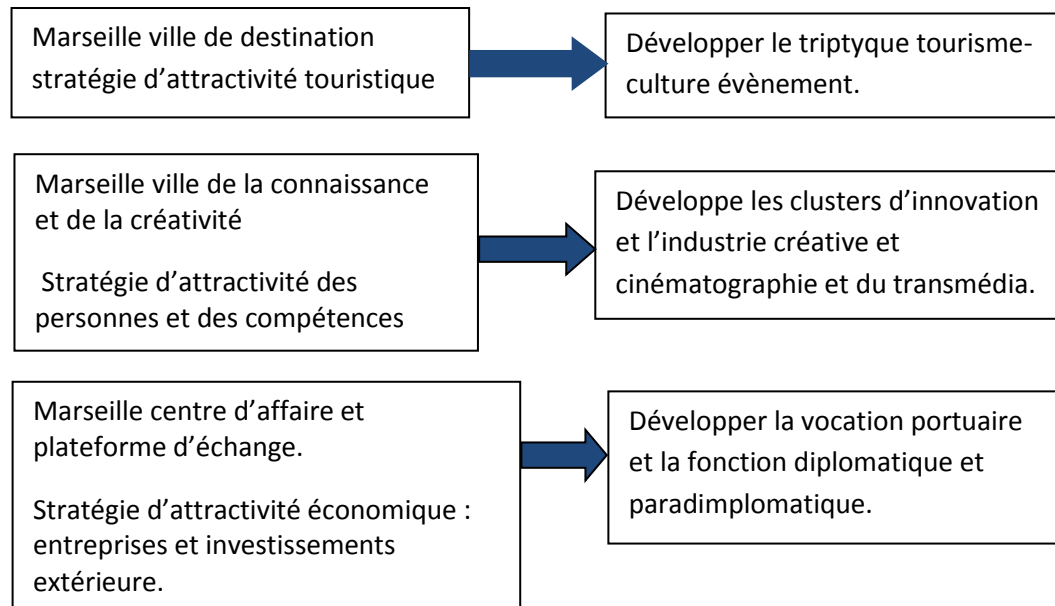 Marseille ville de destination
stratégie d’attractivité touristique
Développer le triptyque tourisme-
culture évènement.
Marseille ville de la connaissance
et de la créativité
Stratégie d’attractivité des
personnes et des compétences
Développe les clusters d’innovation
et l’industrie créative et
cinématographie et du transmédia.
Marseille centre d’affaire et
plateforme d’échange.
Stratégie d’attractivité économique :
entreprises et investissements
extérieure.
Développer la vocation portuaire
et la fonction diplomatique et
paradimplomatique.